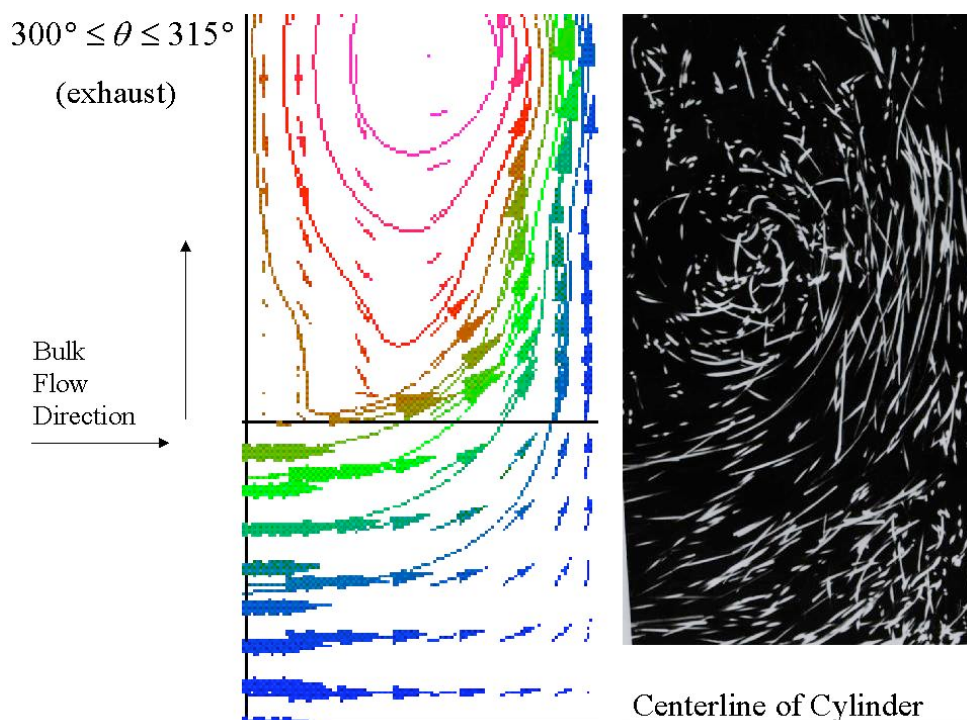 300° ≤ θ ≤ 315°
(exhaust)
Bulk
Flow
Direction
Centerline of Cylinder